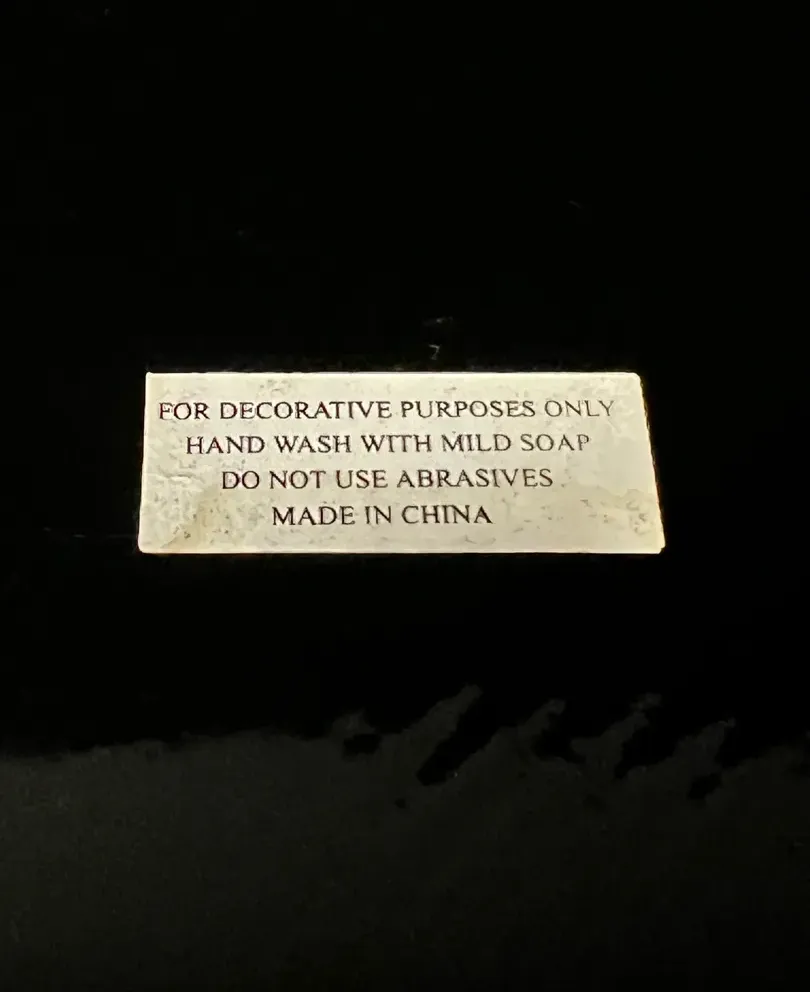 FOR DECORATIVE PURPOSES ONLY
HAND WASH WITH MILD SOAP
DO NOT USE ABRASIVES
MADE IN CHINA